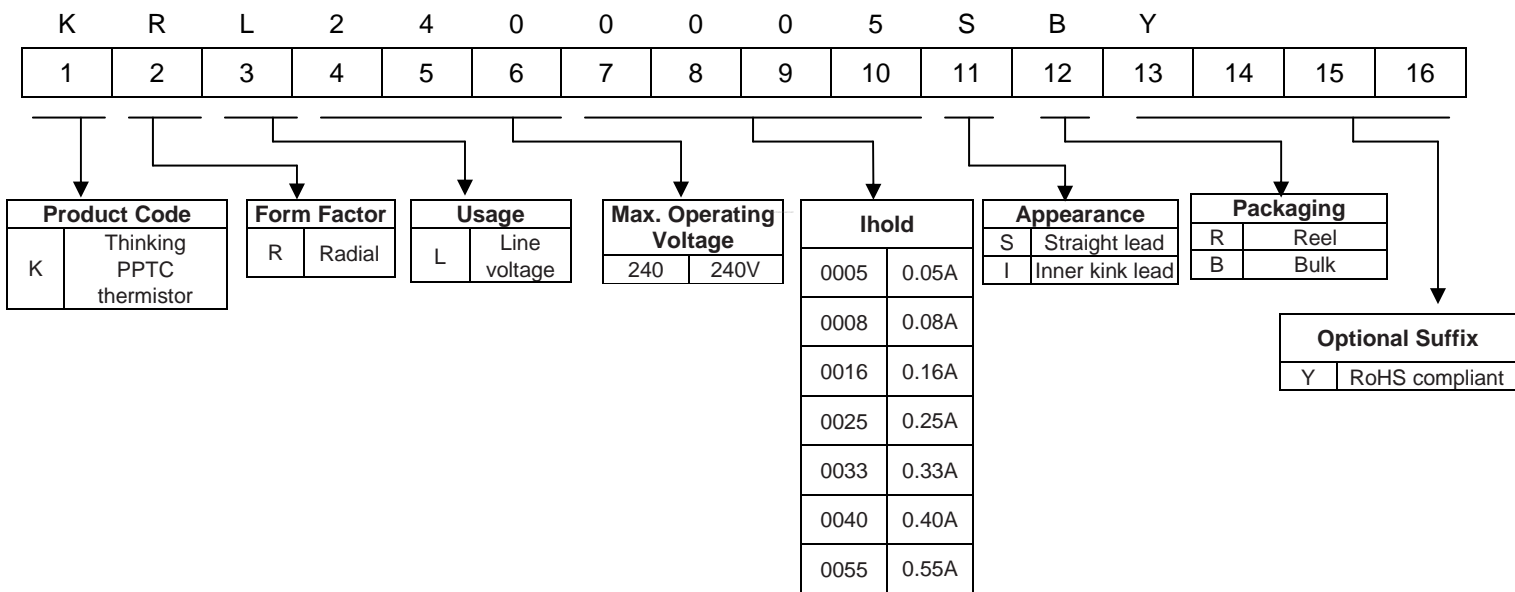 K R L 2 4 0 0 0 0 5 S B Y
1 2 3 4 5 6 7 8 9 10 11 12 13 14 15 16
Product Code
K Thinking
PPTC
thermistor
Form Factor
R Radial
Usage
L Line
voltage
Max. Operating
Voltage
240 240V
Ihold
0005 0.05A
0008 0.08A
0016 0.16A
0025 0.25A
0033 0.33A
0040 0.40A
0055 0.55A
Appearance
S Straight lead
I Inner kink lead
Packaging
R Reel
B Bulk
Optional Suffix
Y RoHS compliant